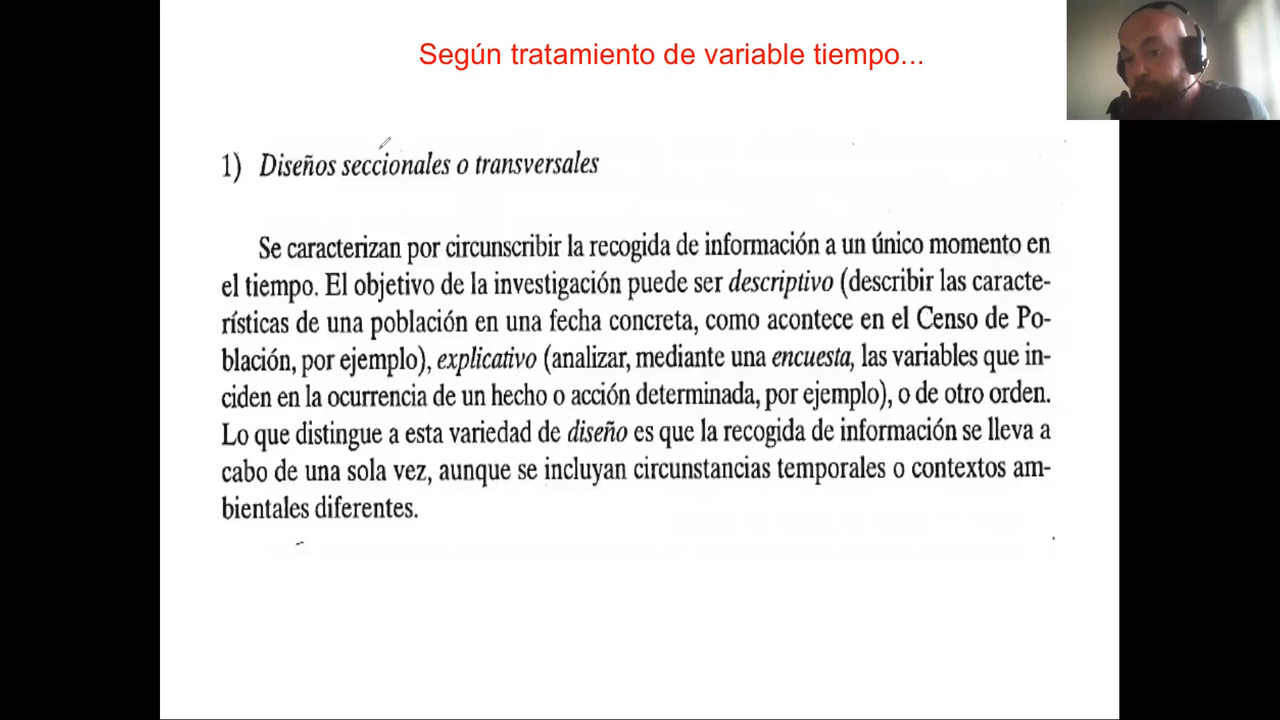 Según tratamiento de variable tiempo...
1) Diseños seccionales o transversales
Se caracterizan por circunscribir la recogida de información a un único momento en
el tiempo. El objetivo de la investigación puede ser descriptivo (describir las caracte-
rísticas de una población en una fecha concreta, como acontece en el Censo de Po-
blación, por ejemplo), explicativo (analizar, mediante una encuesta, las variables que in-
ciden en la ocurrencia de un hecho o acción determinada, por ejemplo), o de otro orden.
Lo que distingue a esta variedad de diseño es que la recogida de información se lleva a
cabo de una sola vez, aunque se incluyan circunstancias temporales o contextos am-
bientales diferentes.